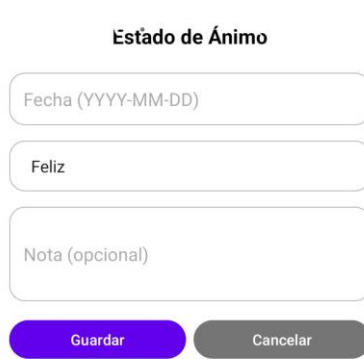 Estado de Ánimo
Fecha (YYYY-MM-DD)
Feliz
Nota (opcional)
Guardar Cancelar